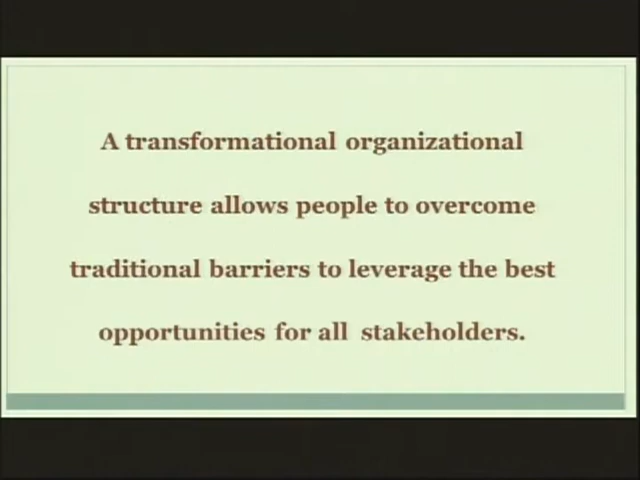 A transformational organizational
structure allows people to overcome
traditional barriers to leverage the best
opportunities for all stakeholders.